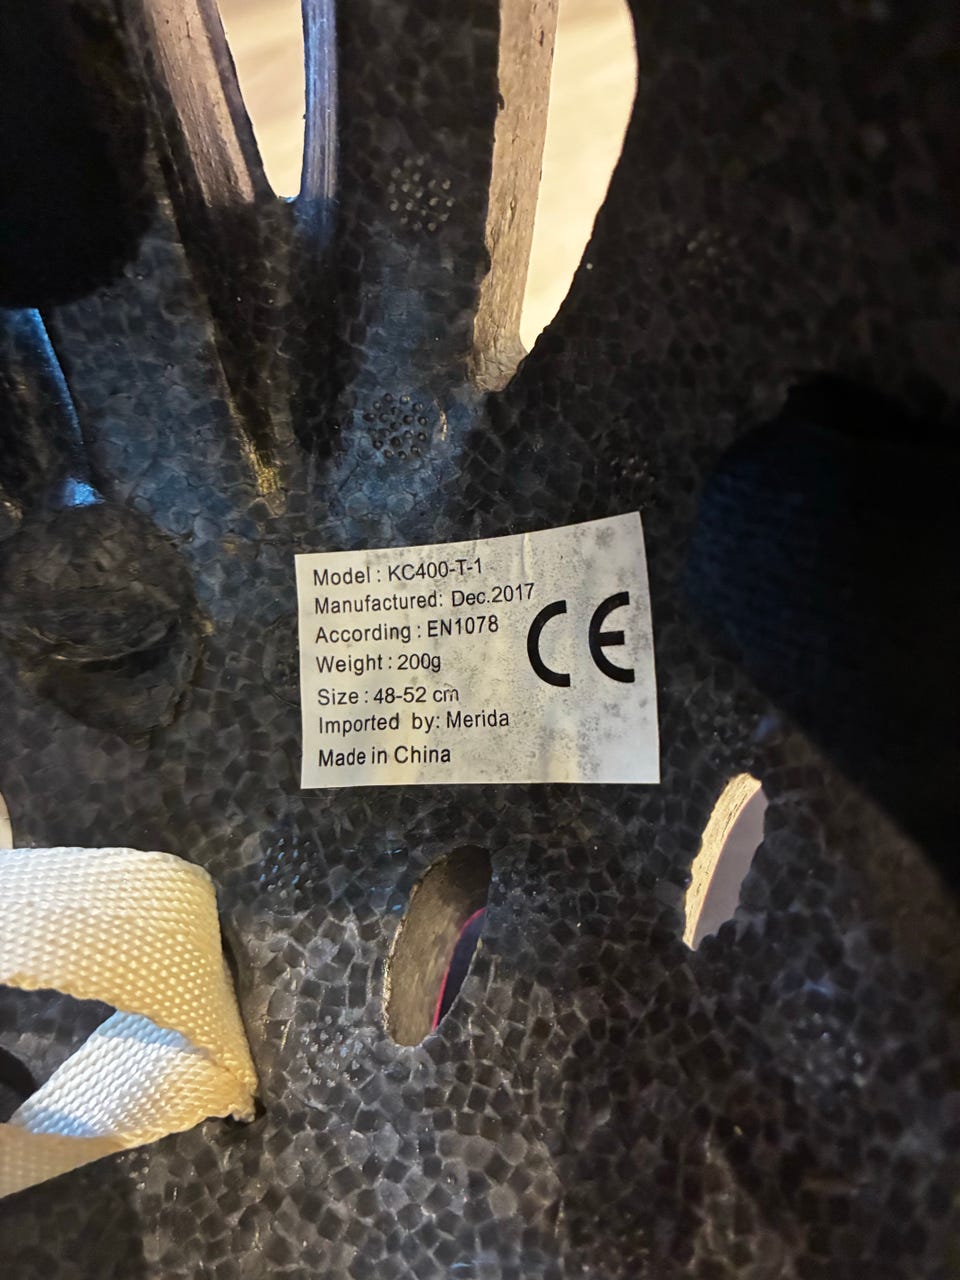 Model : KC400-T-1
Manufactured: Dec.2017
According : EN1078
Weight : 200g
Size : 48-52 cm
Imported by: Merida
Made in China
CE